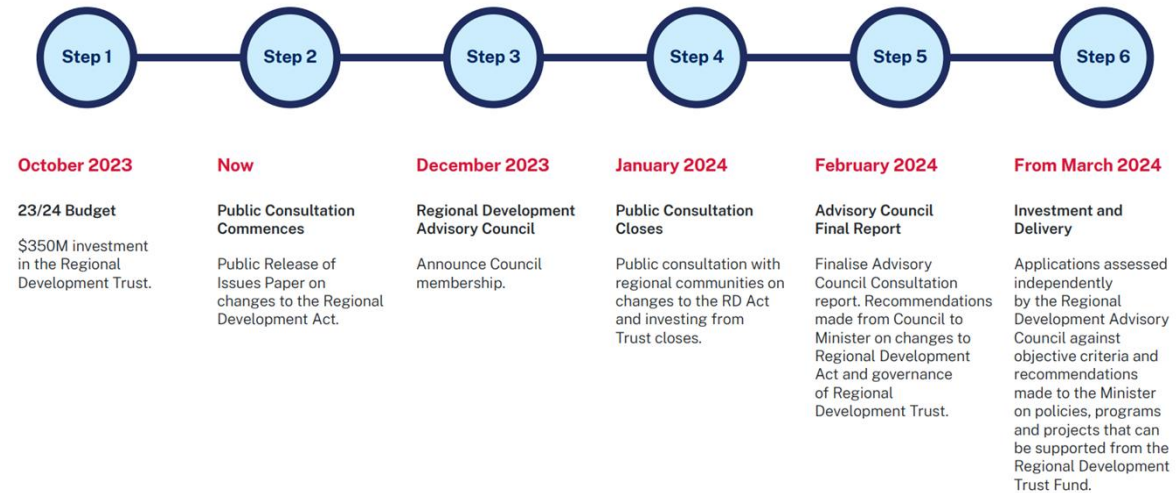 Step 1
Step 2
Step 3
Step 4
Step 5
Step 6
October 2023
23/24 Budget
$350M investment
in the Regional
Development Trust.
Now
Public Consultation
Commences
Public Release of
Issues Paper on
changes to the Regional
Development Act.
December 2023
Regional Development
Advisory Council
Announce Council
membership.
January 2024
Public Consultation
Closes
Public consultation with
regional communities on
changes to the RD Act
and investing from
Trust closes.
February 2024
Advisory Council
Final Report
Finalise Advisory
Council Consultation
report. Recommendations
made from Council to
Minister on changes to
Regional Development
Act and governance
of Regional
Development Trust.
From March 2024
Investment and
Delivery
Applications assessed
independently
by the Regional
Development Advisory
Council against
objective criteria and
recommendations
made to the Minister
on policies, programs
and projects that can
be supported from the
Regional Development
Trust Fund.